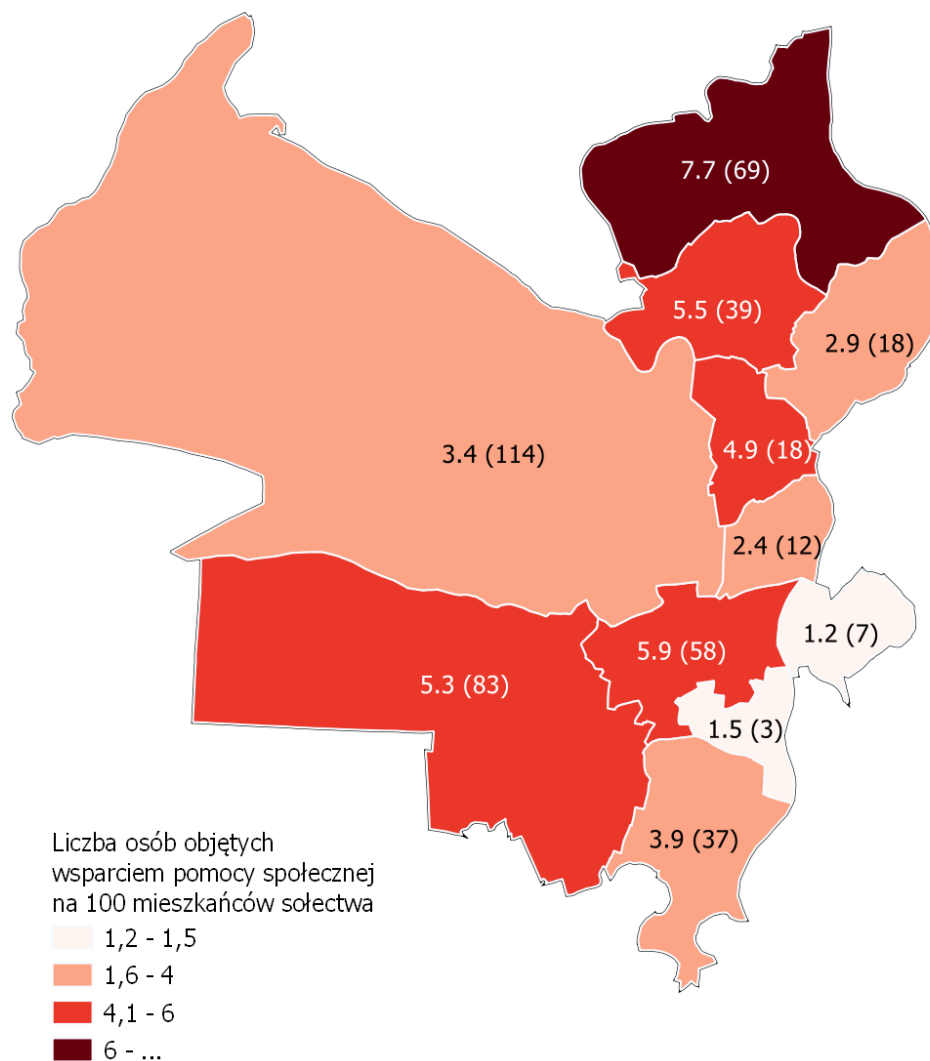 7.7 (69)
5.5 (39)
2.9 (18)
4.9 (18)
3.4 (114)
2.4 (12)
1.2 (7)
5.9 (58)
5.3 (83)
1.5 (3)
3.9 (37)
Liczba osób objętych
wsparciem pomocy społecznej
na 100 mieszkańców sołectwa
1,2 - 1,5
1,6 - 4
4,1 - 6
6 - ...